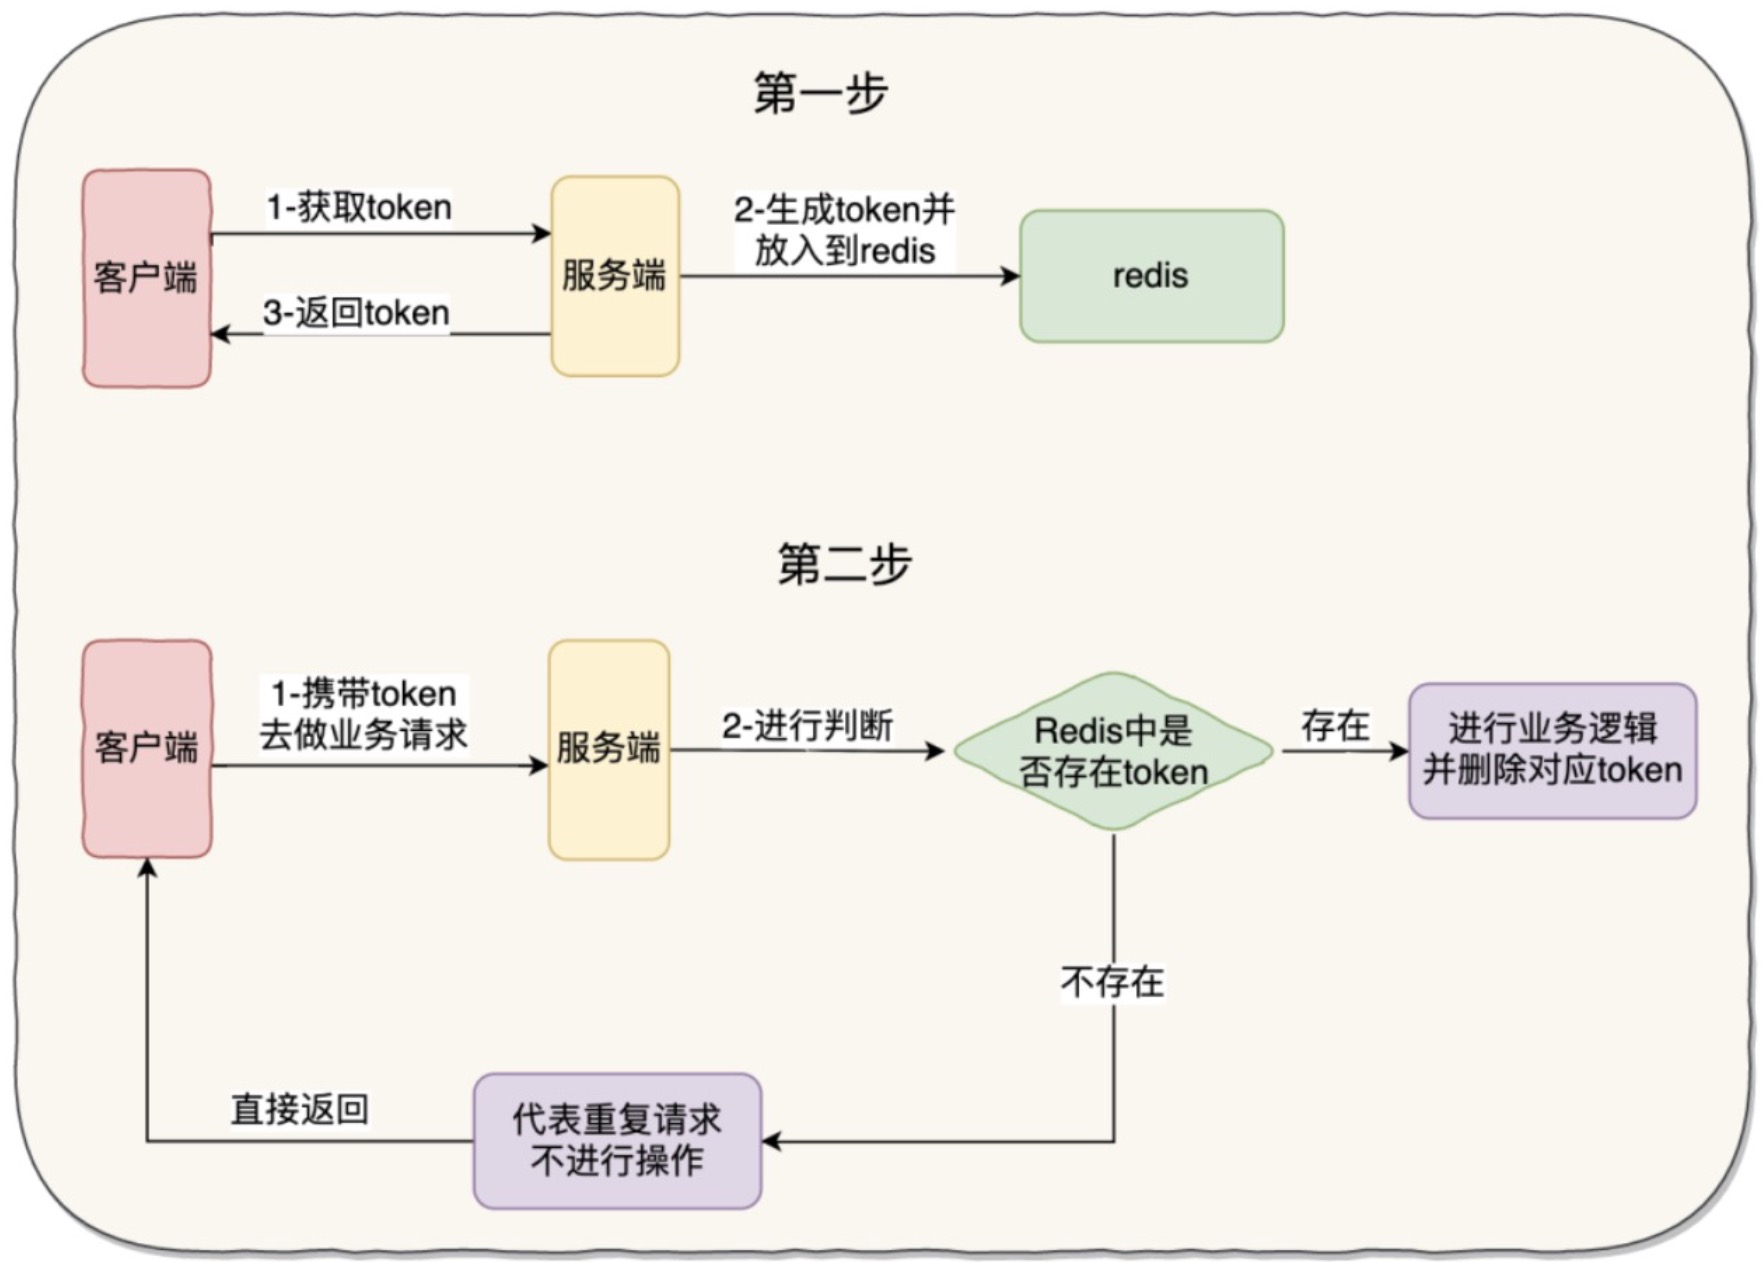 第一步
1-获取token
2-生成token并
放入到redis
客户端
服务端
redis
3-返回token
第二步
1-携带token
去做业务请求
客户端
服务端
2-进行判断
Redis中是
否存在token
存在
进行业务逻辑
并删除对应token
不存在
直接返回
代表重复请求
不进行操作